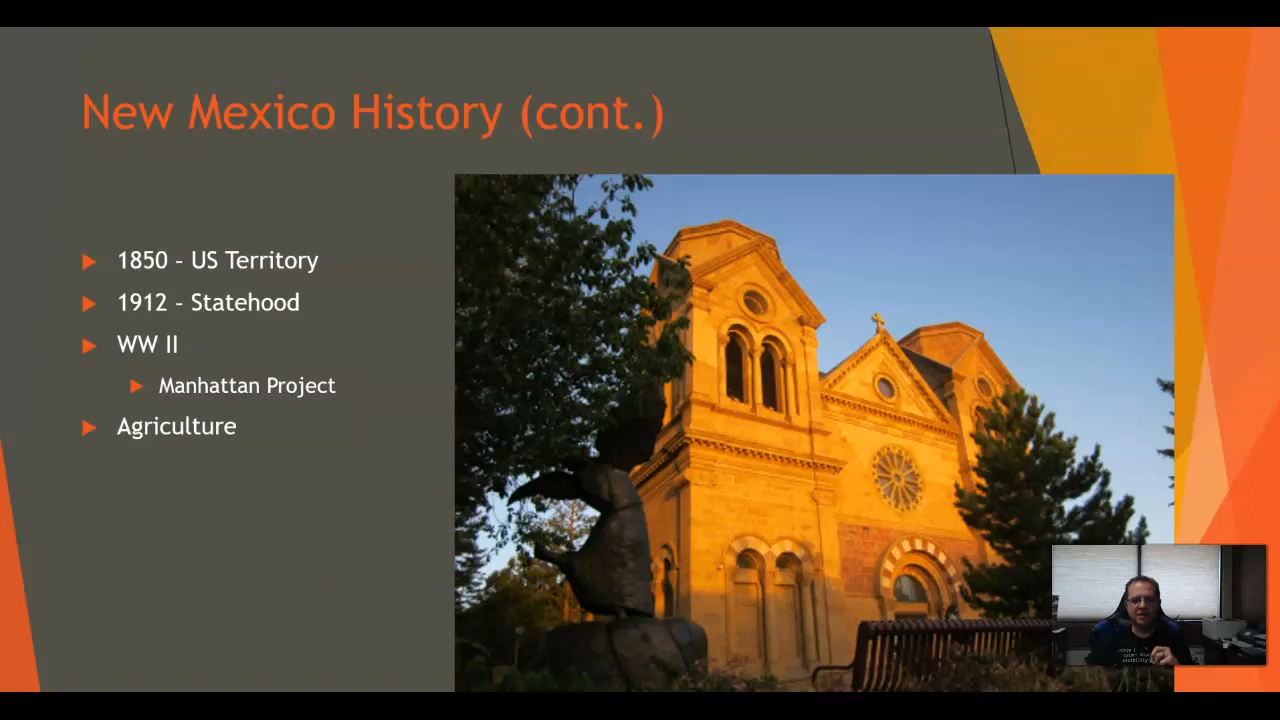 New Mexico History (cont.)
1850 – US Territory
1912 – Statehood
WW II
Manhattan Project
Agriculture